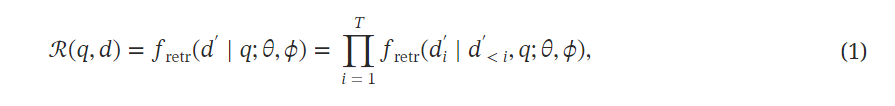 ℛ(q, d) = f_retr(d′ | q; θ, ϕ) = ∏_{i = 1}^{T} f_retr(d′_i | d′_{< i}, q; θ, ϕ), (1)